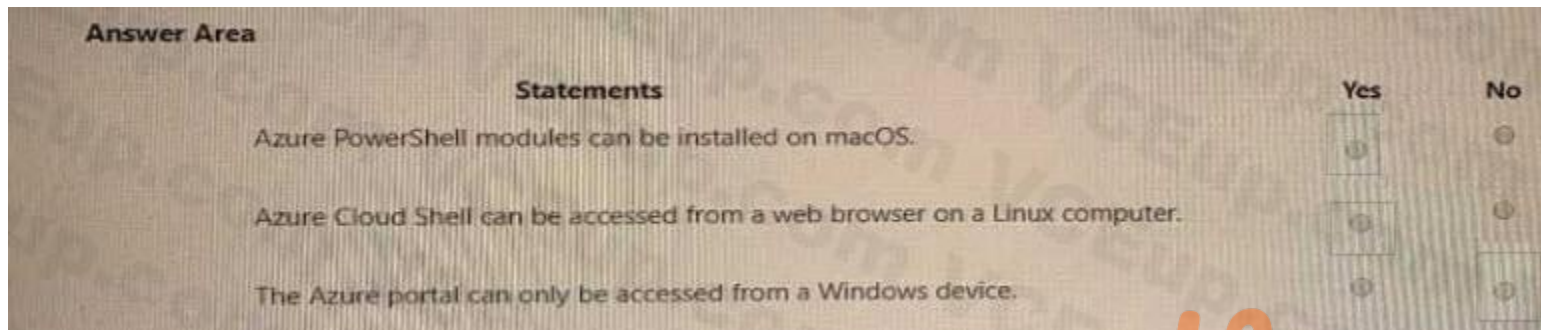 Answer Area
Statements Yes No
Azure PowerShell modules can be installed on macOS.
Azure Cloud Shell can be accessed from a web browser on a Linux computer.
The Azure portal can only be accessed from a Windows device.